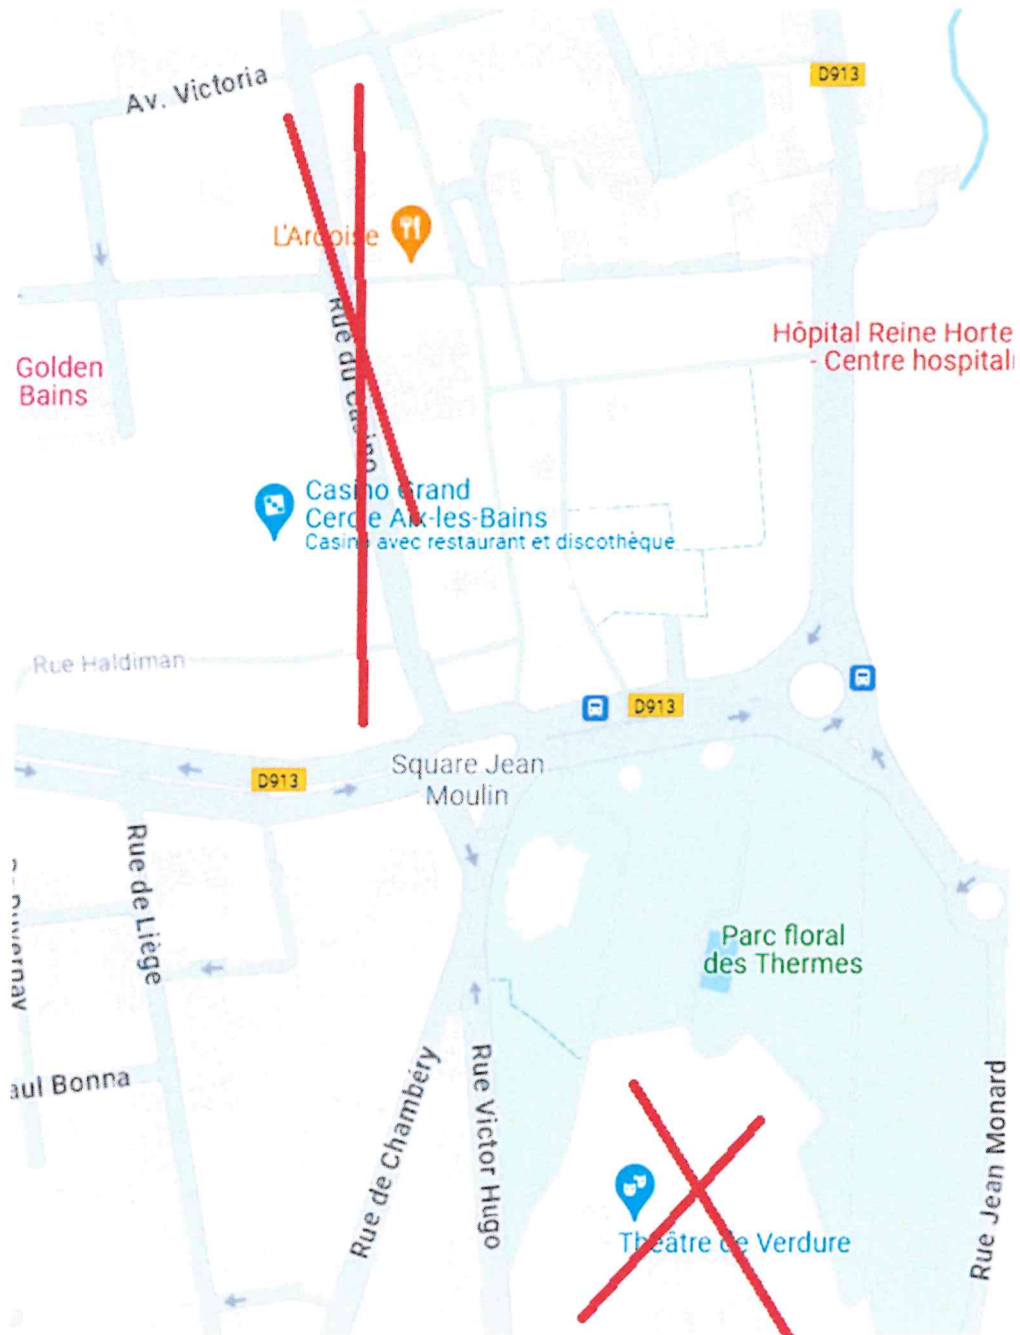 D913
Av. Victoria
L'Ardoise
Rue du Casino
Hôpital Reine Horte
- Centre hospitali
Golden
Bains
Casino Grand
Cercle Aix-les-Bains
Casino avec restaurant et discothèque
Rue Haldiman
D913
D913
Square Jean
Moulin
Rue de Liège
Parc floral
des Thermes
aul Bonna
Rue de Chambéry
Rue Victor Hugo
Rue Jean Monard
Théâtre de Verdure